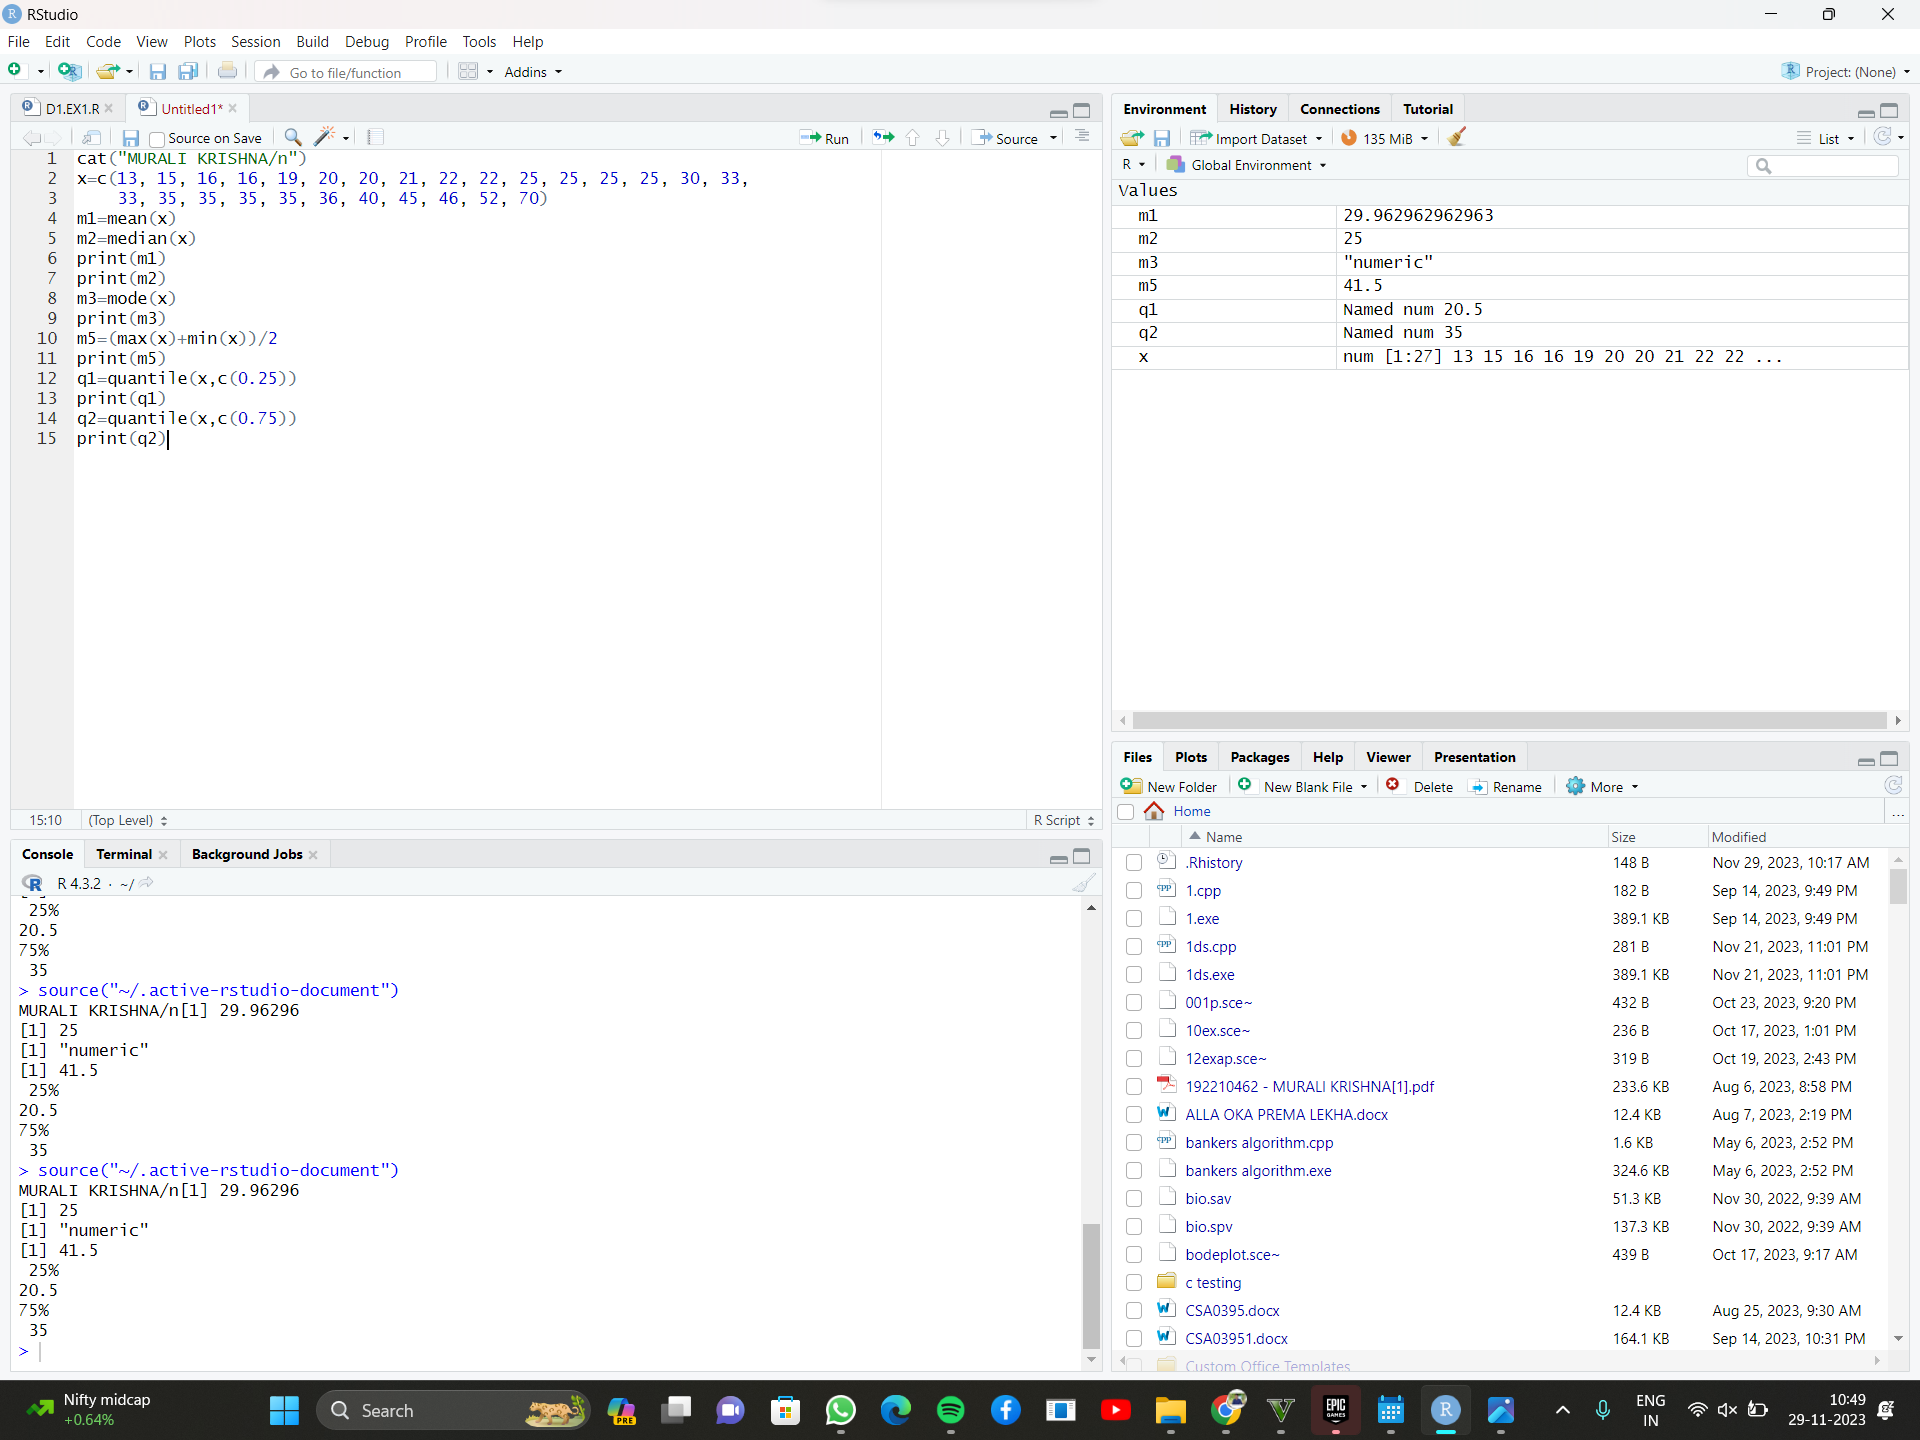 RStudio
File Edit Code View Plots Session Build Debug Profile Tools Help
Go to file/function Addins Project: (None)
D1.EX1.R Untitled1*
Source on Save Run Source
1 cat("MURALI KRISHNA/n")
2 x=c(13, 15, 16, 16, 19, 20, 20, 21, 22, 22, 25, 25, 25, 25, 30, 33,
3 33, 35, 35, 35, 35, 36, 40, 45, 46, 52, 70)
4 m1=mean(x)
5 m2=median(x)
6 print(m1)
7 print(m2)
8 m3=mode(x)
9 print(m3)
10 m5=(max(x)+min(x))/2
11 print(m5)
12 q1=quantile(x,c(0.25))
13 print(q1)
14 q2=quantile(x,c(0.75))
15 print(q2)
15:10 (Top Level) R Script
Console Terminal Background Jobs
R 4.3.2 · ~/
25%
20.5
75%
35
> source("~/.active-rstudio-document")
MURALI KRISHNA/n[1] 29.96296
[1] 25
[1] "numeric"
[1] 41.5
25%
20.5
75%
35
> source("~/.active-rstudio-document")
MURALI KRISHNA/n[1] 29.96296
[1] 25
[1] "numeric"
[1] 41.5
25%
20.5
75%
35
>
Environment History Connections Tutorial
Import Dataset 135 MiB List
R Global Environment
Values
m1 29.962962962963
m2 25
m3 "numeric"
m5 41.5
q1 Named num 20.5
q2 Named num 35
x num [1:27] 13 15 16 16 19 20 20 21 22 22 ...
Files Plots Packages Help Viewer Presentation
New Folder New Blank File Delete Rename More
Home ...
Name Size Modified
.Rhistory 148 B Nov 29, 2023, 10:17 AM
1.cpp 182 B Sep 14, 2023, 9:49 PM
1.exe 389.1 KB Sep 14, 2023, 9:49 PM
1ds.cpp 281 B Nov 21, 2023, 11:01 PM
1ds.exe 389.1 KB Nov 21, 2023, 11:01 PM
001p.sce~ 432 B Oct 23, 2023, 9:20 PM
10ex.sce~ 236 B Oct 17, 2023, 1:01 PM
12exap.sce~ 319 B Oct 19, 2023, 2:43 PM
192210462 - MURALI KRISHNA[1].pdf 233.6 KB Aug 6, 2023, 8:58 PM
ALLA OKA PREMA LEKHA.docx 12.4 KB Aug 7, 2023, 2:19 PM
bankers algorithm.cpp 1.6 KB May 6, 2023, 2:52 PM
bankers algorithm.exe 324.6 KB May 6, 2023, 2:52 PM
bio.sav 51.3 KB Nov 30, 2022, 9:39 AM
bio.spv 137.3 KB Nov 30, 2022, 9:39 AM
bodeplot.sce~ 439 B Oct 17, 2023, 9:17 AM
c testing
CSA0395.docx 12.4 KB Aug 25, 2023, 9:30 AM
CSA03951.docx 164.1 KB Sep 14, 2023, 10:31 PM
Custom Office Templates
Nifty midcap
+0.64%
Search
PRE
EPIC GAMES
ENG
IN
10:49
29-11-2023